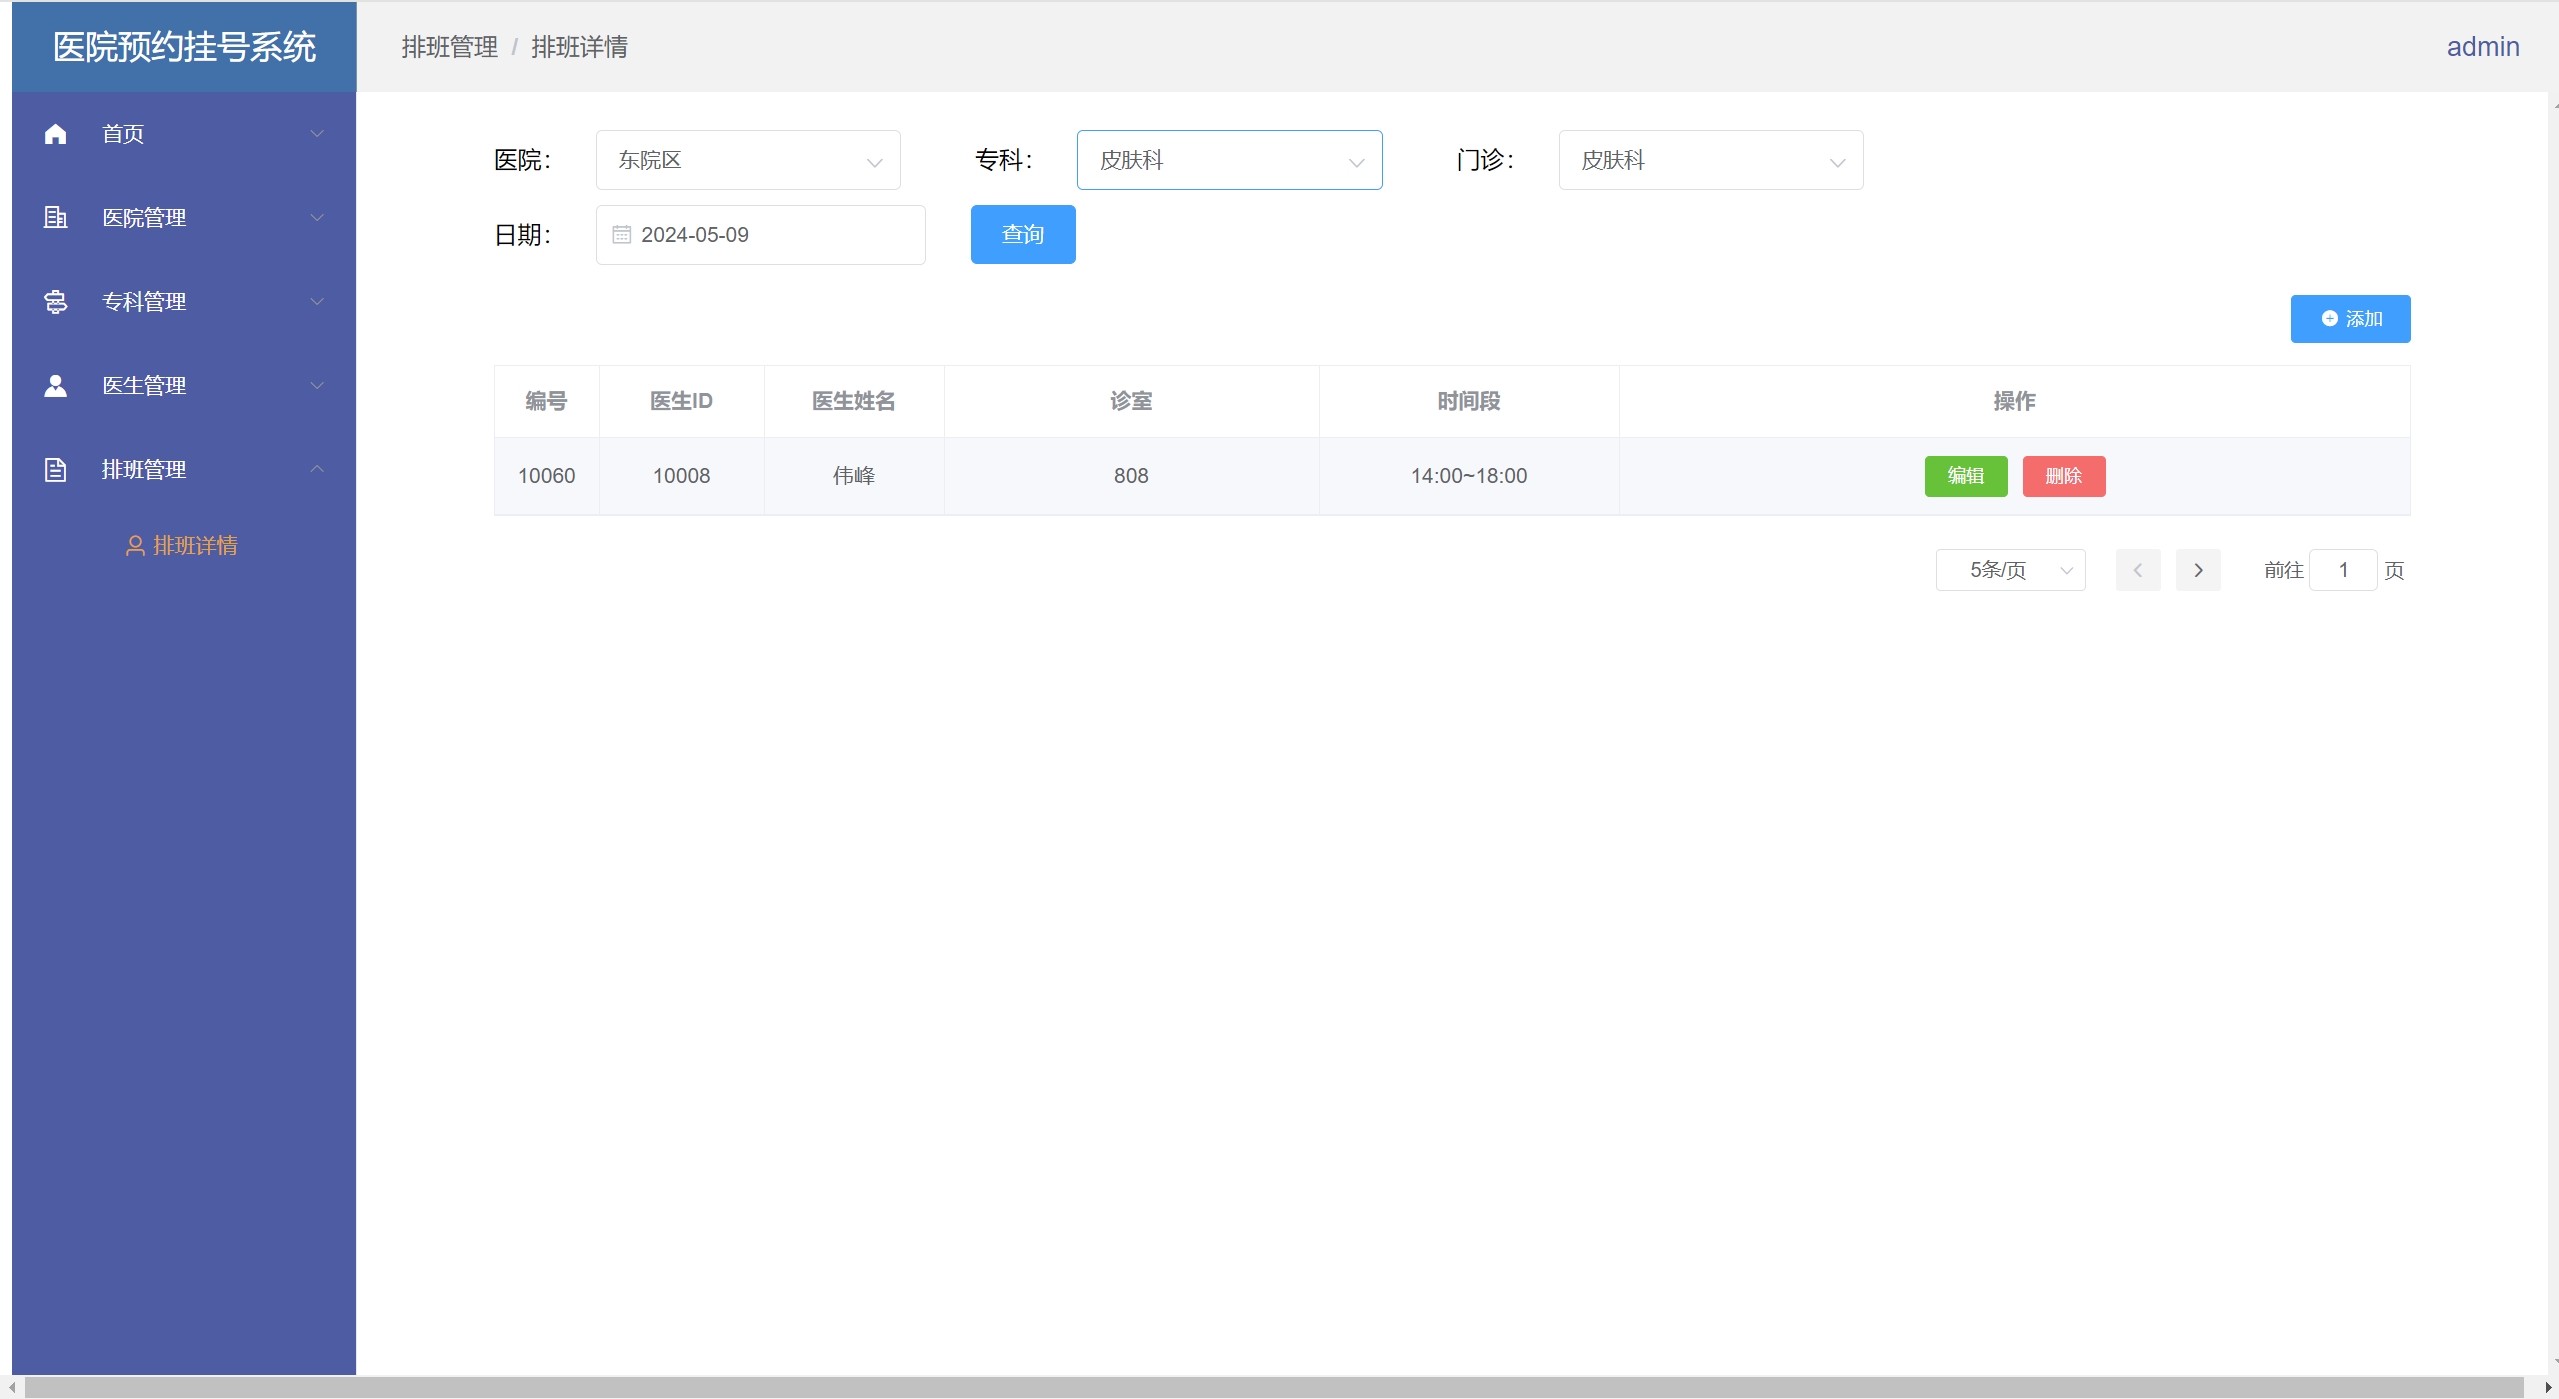 医院预约挂号系统
排班管理 / 排班详情
admin
首页
医院管理
专科管理
医生管理
排班管理
排班详情
医院： 东院区 专科： 皮肤科 门诊： 皮肤科
日期： 2024-05-09 查询
添加
编号 医生ID 医生姓名 诊室 时间段 操作
10060 10008 伟峰 808 14:00~18:00 编辑 删除
5条/页 前往 1 页